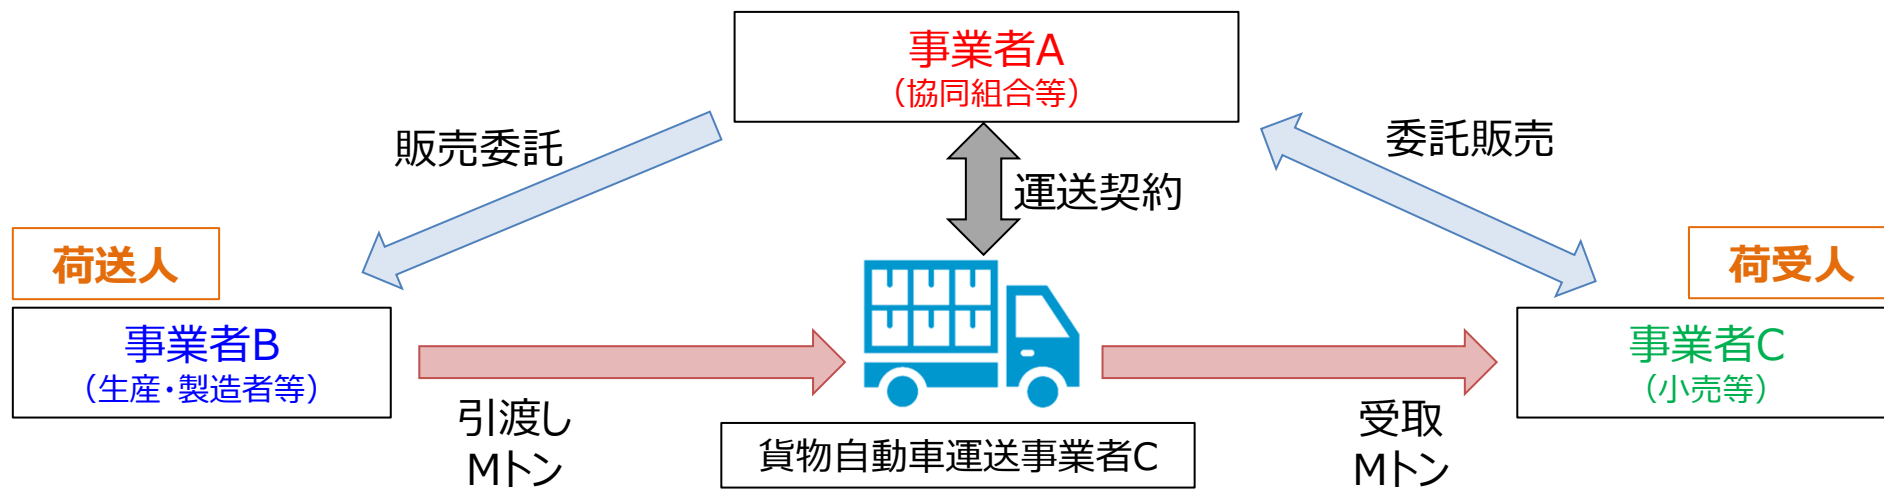 事業者A
（協同組合等）
販売委託
委託販売
運送契約
荷送人
荷受人
事業者B
（生産・製造者等）
事業者C
（小売等）
引渡し
Mトン
貨物自動車運送事業者C
受取
Mトン